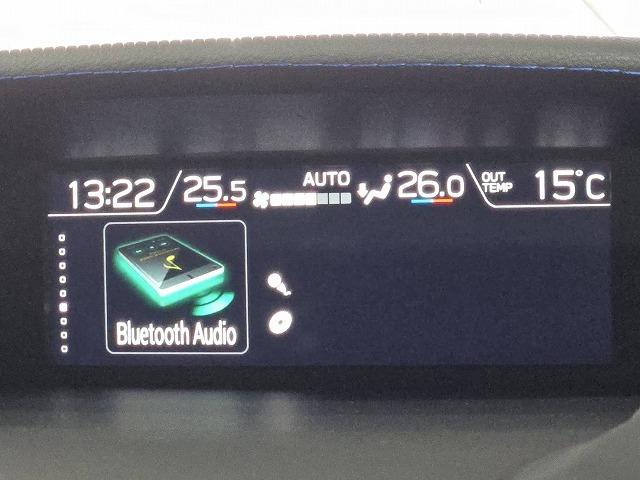 13:22 25.5 AUTO 26.0 OUT TEMP 15°C
Bluetooth Audio